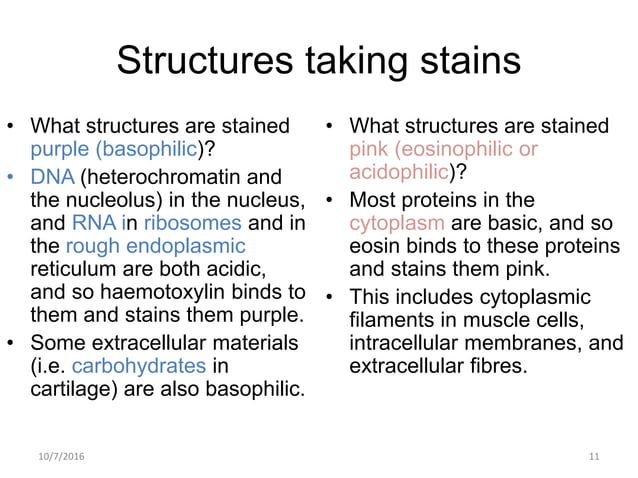 Structures taking stains
• What structures are stained
purple (basophilic)?
• DNA (heterochromatin and
the nucleolus) in the nucleus,
and RNA in ribosomes and in
the rough endoplasmic
reticulum are both acidic,
and so haemotoxylin binds to
them and stains them purple.
• Some extracellular materials
(i.e. carbohydrates in
cartilage) are also basophilic.
• What structures are stained
pink (eosinophilic or
acidophilic)?
• Most proteins in the
cytoplasm are basic, and so
eosin binds to these proteins
and stains them pink.
• This includes cytoplasmic
filaments in muscle cells,
intracellular membranes, and
extracellular fibres.
10/7/2016
11